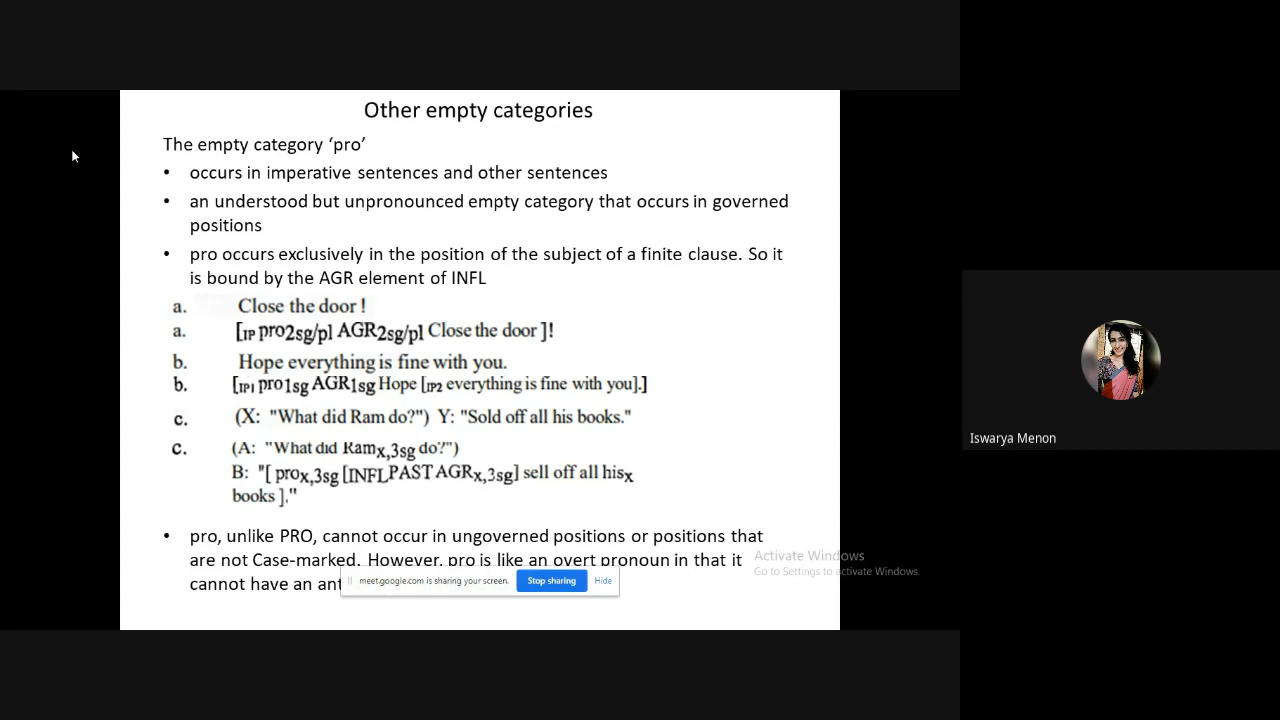 Other empty categories
The empty category ‘pro’
• occurs in imperative sentences and other sentences
• an understood but unpronounced empty category that occurs in governed
positions
• pro occurs exclusively in the position of the subject of a finite clause. So it
is bound by the AGR element of INFL
a. Close the door !
a. [IP pro2sg/pl AGR2sg/pl Close the door ]!
b. Hope everything is fine with you.
b. [IP1 pro1sg AGR1sg Hope [IP2 everything is fine with you].]
c. (X: "What did Ram do?") Y: "Sold off all his books."
c. (A: "What did Ramx,3sg do?")
B: "[ prox,3sg [INFLPAST AGRx,3sg] sell off all hisx
books ]."
• pro, unlike PRO, cannot occur in ungoverned positions or positions that
are not Case-marked. However, pro is like an overt pronoun in that it
cannot have an
meet.google.com is sharing your screen. Stop sharing Hide
Activate Windows
Go to Settings to activate Windows.
Iswarya Menon